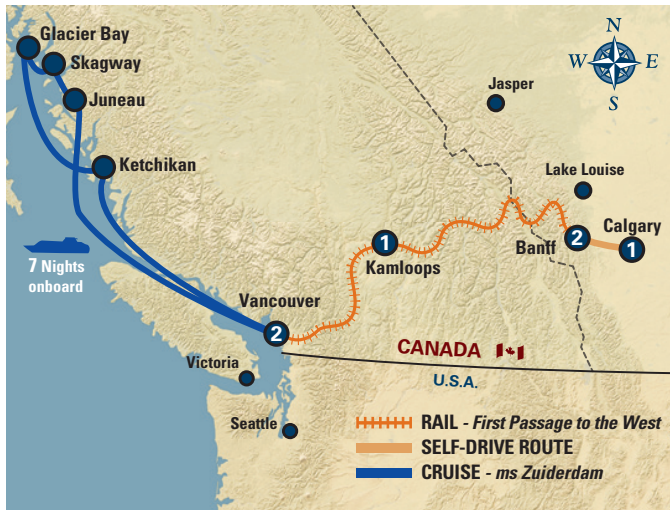 Glacier Bay
Skagway
Juneau
Ketchikan
7 Nights
onboard
N
W E
S
Jasper
Lake Louise
Calgary
1
Banff
2
1
Kamloops
Vancouver
2
Victoria
Seattle
CANADA
U.S.A.
RAIL - First Passage to the West
SELF-DRIVE ROUTE
CRUISE - ms Zuiderdam